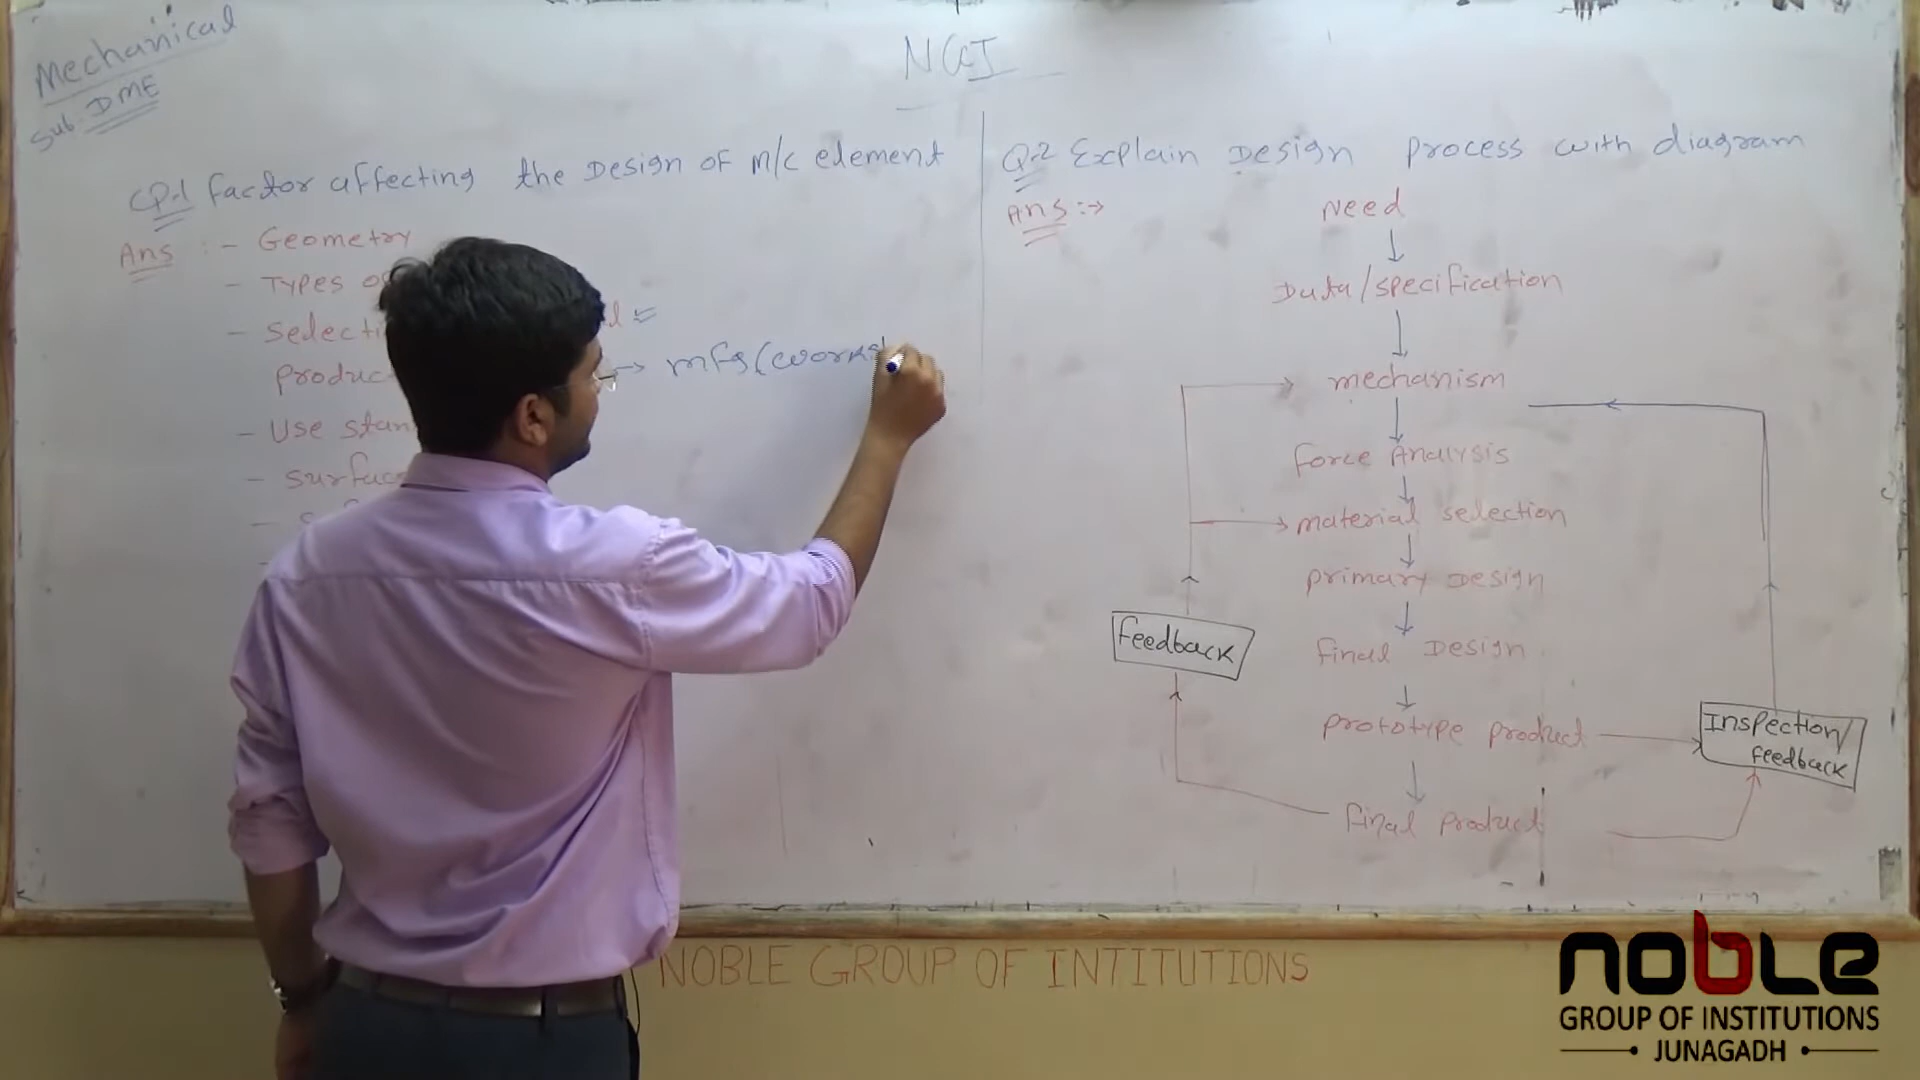 Mechanical
Sub. DME
NGI
Q-1 Factor affecting the Design of M/C element
Ans :- Geometry
- Types
- Selecti
Produc → mfg (works
- Use stan
- Surfac
Q-2 Explain Design Process with diagram
Ans :→
Need
Data/specification
mechanism
Force Analysis
material selection
primary Design
Final Design
prototype product
Final product
Feedback
Inspection/
Feedback
NOBLE GROUP OF INTITUTIONS
noble
GROUP OF INSTITUTIONS
JUNAGADH